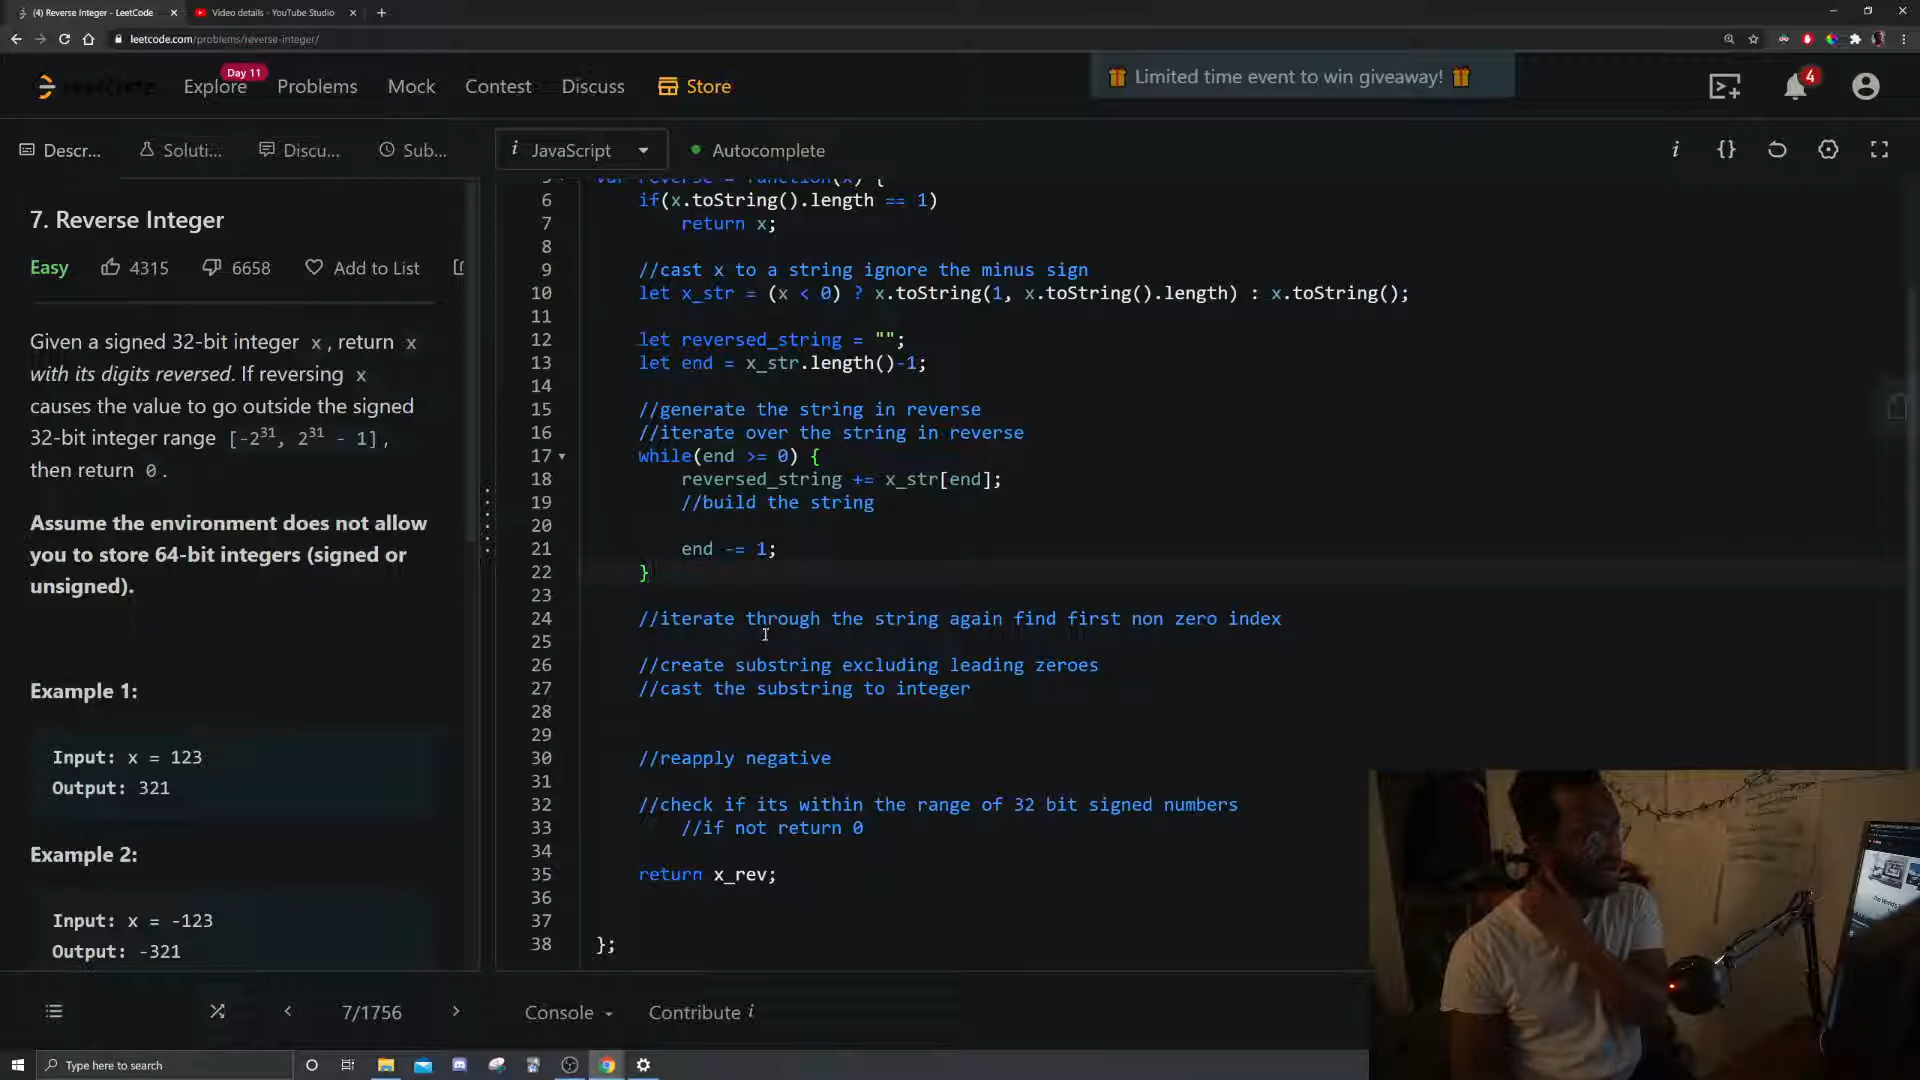 (4) Reverse Integer - LeetCode
Video details - YouTube Studio
leetcode.com/problems/reverse-integer/
LeetCode
Explore
Day 11
Problems
Mock
Contest
Discuss
Store
Limited time event to win giveaway!
4
Descr...
Soluti...
Discu...
Sub...
i JavaScript
Autocomplete
7. Reverse Integer
Easy
4315
6658
Add to List
Given a signed 32-bit integer x, return x
with its digits reversed. If reversing x
causes the value to go outside the signed
32-bit integer range [-2³¹, 2³¹ - 1],
then return 0.
Assume the environment does not allow
you to store 64-bit integers (signed or
unsigned).
Example 1:
Input: x = 123
Output: 321
Example 2:
Input: x = -123
Output: -321
5 var reverse = function(x) {
6 if(x.toString().length == 1)
7 return x;
8
9 //cast x to a string ignore the minus sign
10 let x_str = (x < 0) ? x.toString(1, x.toString().length) : x.toString();
11
12 let reversed_string = "";
13 let end = x_str.length()-1;
14
15 //generate the string in reverse
16 //iterate over the string in reverse
17 while(end >= 0) {
18 reversed_string += x_str[end];
19 //build the string
20
21 end -= 1;
22 }
23
24 //iterate through the string again find first non zero index
25
26 //create substring excluding leading zeroes
27 //cast the substring to integer
28
29
30 //reapply negative
31
32 //check if its within the range of 32 bit signed numbers
33 //if not return 0
34
35 return x_rev;
36
37
38 };
7/1756
Console
Contribute i
Type here to search